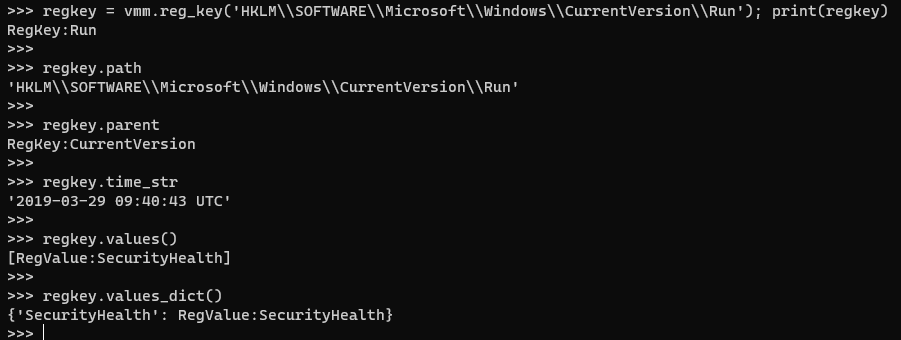 >>> regkey = vmm.reg_key('HKLM\\SOFTWARE\\Microsoft\\Windows\\CurrentVersion\\Run'); print(regkey)
RegKey:Run
>>>
>>> regkey.path
'HKLM\\SOFTWARE\\Microsoft\\Windows\\CurrentVersion\\Run'
>>>
>>> regkey.parent
RegKey:CurrentVersion
>>>
>>> regkey.time_str
'2019-03-29 09:40:43 UTC'
>>>
>>> regkey.values()
[RegValue:SecurityHealth]
>>>
>>> regkey.values_dict()
{'SecurityHealth': RegValue:SecurityHealth}
>>>